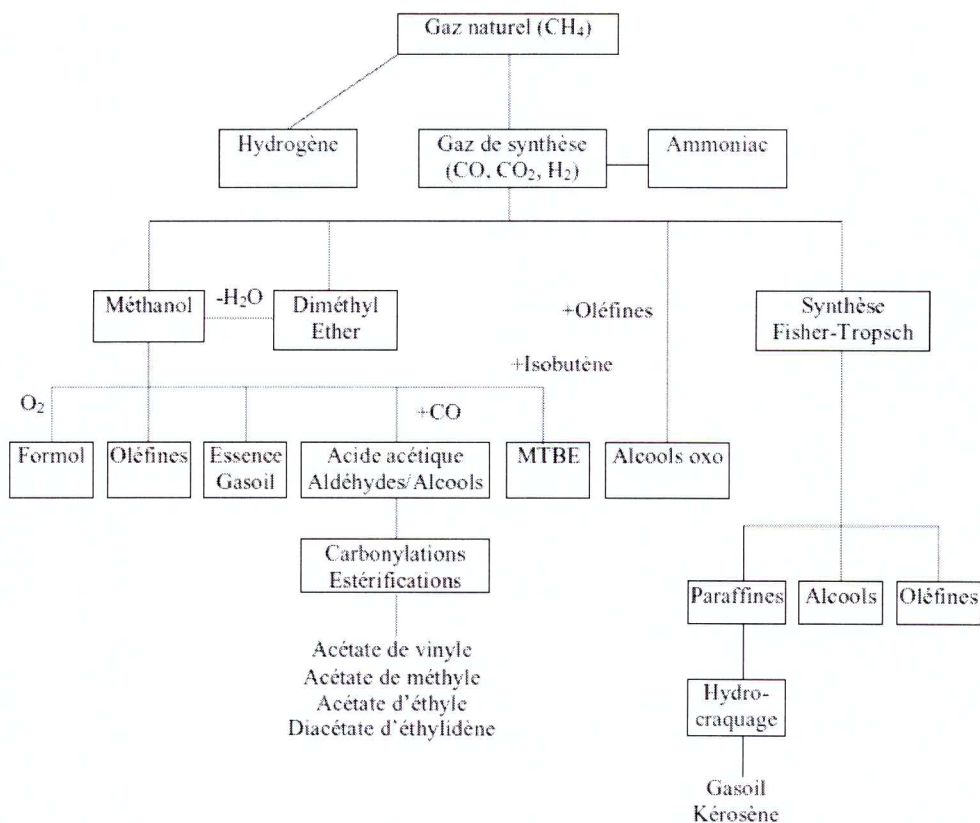 Gaz naturel (CH₄)
Hydrogène
Gaz de synthèse
(CO, CO₂, H₂)
Ammoniac
Méthanol
-H₂O
Diméthyl
Ether
+Oléfines
Synthèse
Fisher-Tropsch
+Isobutène
O₂
+CO
Formol
Oléfines
Essence
Gasoil
Acide acétique
Aldéhydes/Alcools
MTBE
Alcools oxo
Carbonylations
Estérifications
Paraffines
Alcools
Oléfines
Acétate de vinyle
Acétate de méthyle
Acétate d'éthyle
Diacétate d'éthylidène
Hydro-
craquage
Gasoil
Kérosène